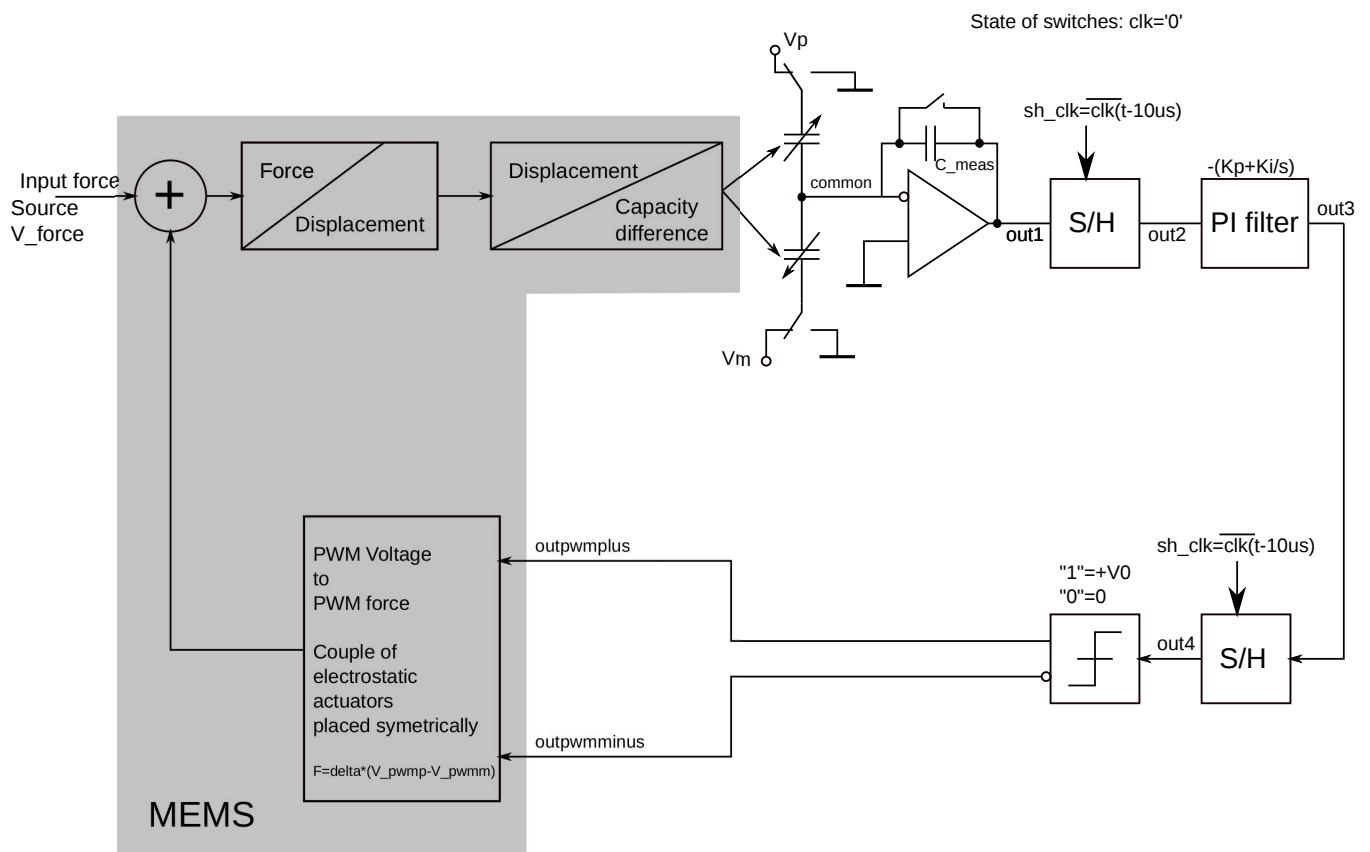 State of switches: clk='0'
Vp
sh_clk=clk(t-10us)
Input force
Source
V_force
+
Force
Displacement
Displacement
Capacity
difference
common
C_meas
out1
S/H
out2
-(Kp+Ki/s)
PI filter
out3
Vm
PWM Voltage
to
PWM force
Couple of
electrostatic
actuators
placed symetrically
F=delta*(V_pwmp-V_pwmm)
outpwmplus
outpwmminus
"1"=+V0
"0"=0
out4
sh_clk=clk(t-10us)
S/H
MEMS